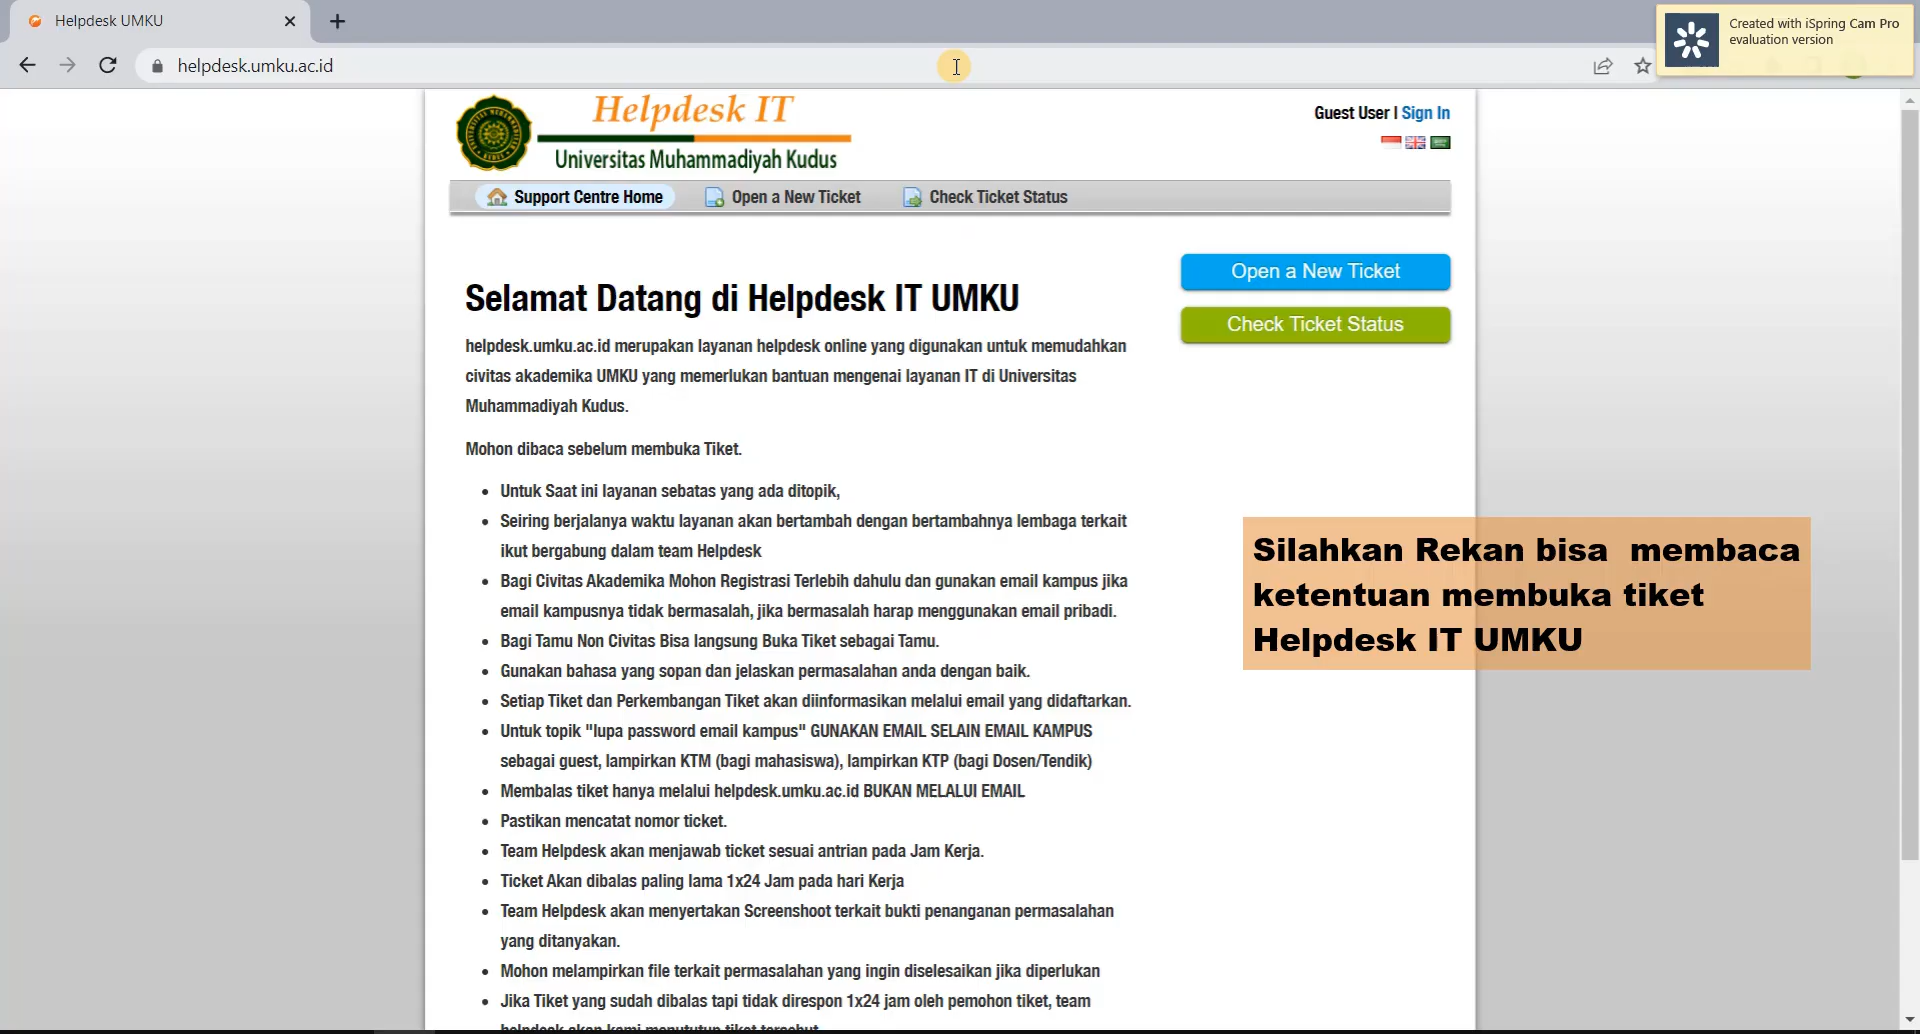 Helpdesk UMKU
Created with iSpring Cam Pro
evaluation version
helpdesk.umku.ac.id
Helpdesk IT
Universitas Muhammadiyah Kudus
Guest User | Sign In
Support Centre Home
Open a New Ticket
Check Ticket Status
Open a New Ticket
Check Ticket Status
Selamat Datang di Helpdesk IT UMKU
helpdesk.umku.ac.id merupakan layanan helpdesk online yang digunakan untuk memudahkan
civitas akademika UMKU yang memerlukan bantuan mengenai layanan IT di Universitas
Muhammadiyah Kudus.
Mohon dibaca sebelum membuka Tiket.
Untuk Saat ini layanan sebatas yang ada ditopik,
Seiring berjalanya waktu layanan akan bertambah dengan bertambahnya lembaga terkait
ikut bergabung dalam team Helpdesk
Bagi Civitas Akademika Mohon Registrasi Terlebih dahulu dan gunakan email kampus jika
email kampusnya tidak bermasalah, jika bermasalah harap menggunakan email pribadi.
Bagi Tamu Non Civitas Bisa langsung Buka Tiket sebagai Tamu.
Gunakan bahasa yang sopan dan jelaskan permasalahan anda dengan baik.
Setiap Tiket dan Perkembangan Tiket akan diinformasikan melalui email yang didaftarkan.
Untuk topik "lupa password email kampus" GUNAKAN EMAIL SELAIN EMAIL KAMPUS
sebagai guest, lampirkan KTM (bagi mahasiswa), lampirkan KTP (bagi Dosen/Tendik)
Membalas tiket hanya melalui helpdesk.umku.ac.id BUKAN MELALUI EMAIL
Pastikan mencatat nomor ticket.
Team Helpdesk akan menjawab ticket sesuai antrian pada Jam Kerja.
Ticket Akan dibalas paling lama 1x24 Jam pada hari Kerja
Team Helpdesk akan menyertakan Screenshoot terkait bukti penanganan permasalahan
yang ditanyakan.
Mohon melampirkan file terkait permasalahan yang ingin diselesaikan jika diperlukan
Jika Tiket yang sudah dibalas tapi tidak direspon 1x24 jam oleh pemohon tiket, team
helpdesk akan kami menututup tiket tersebut
Silahkan Rekan bisa  membaca
ketentuan membuka tiket
Helpdesk IT UMKU